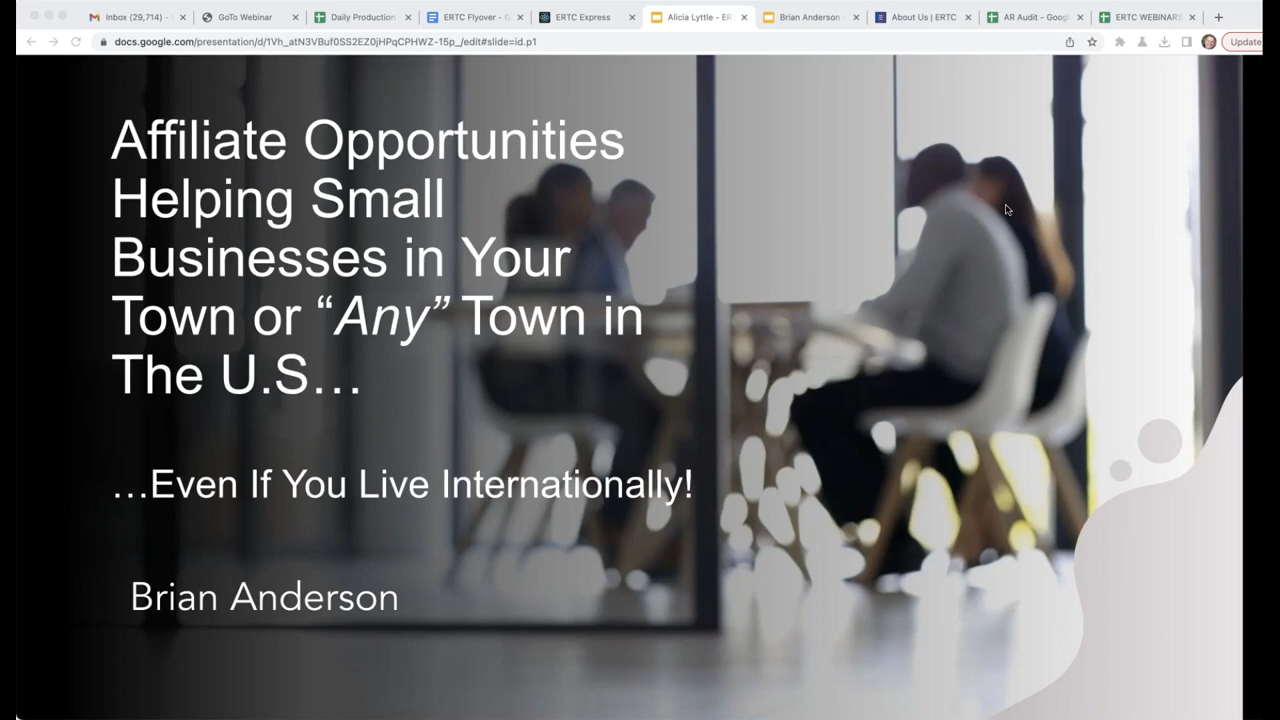 Inbox (29,714) -
GoTo Webinar
Daily Production
ERTC Flyover - G
ERTC Express
Alicia Lyttle - ER
Brian Anderson -
About Us | ERTC
AR Audit - Goog
ERTC WEBINAR
docs.google.com/presentation/d/1Vh_atN3VBuf0SS2EZ0jHPqCPHWZ-15p_/edit#slide=id.p1
Update
Affiliate Opportunities
Helping Small
Businesses in Your
Town or “Any” Town in
The U.S…
…Even If You Live Internationally!
Brian Anderson